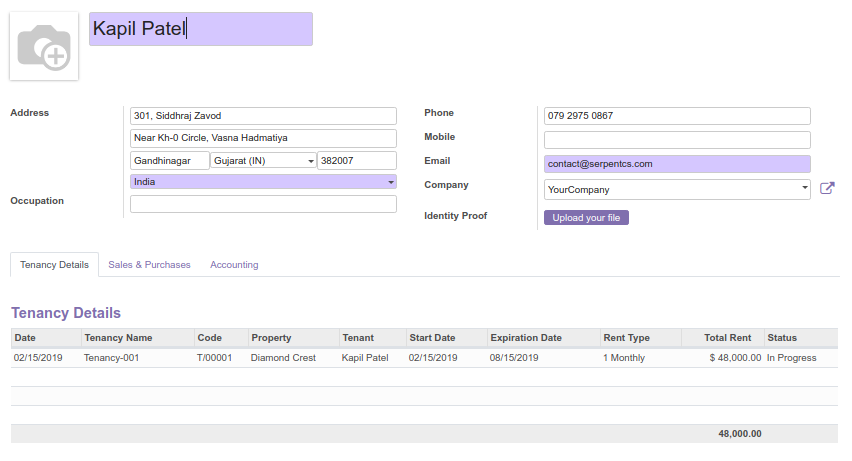 Kapil Patel
Address
301, Siddhraj Zavod
Near Kh-0 Circle, Vasna Hadmatiya
Gandhinagar Gujarat (IN) 382007
India
Occupation
Phone 079 2975 0867
Mobile
Email contact@serpentcs.com
Company YourCompany
Identity Proof Upload your file
Tenancy Details Sales & Purchases Accounting
Tenancy Details
Date Tenancy Name Code Property Tenant Start Date Expiration Date Rent Type Total Rent Status
02/15/2019 Tenancy-001 T/00001 Diamond Crest Kapil Patel 02/15/2019 08/15/2019 1 Monthly $ 48,000.00 In Progress
48,000.00